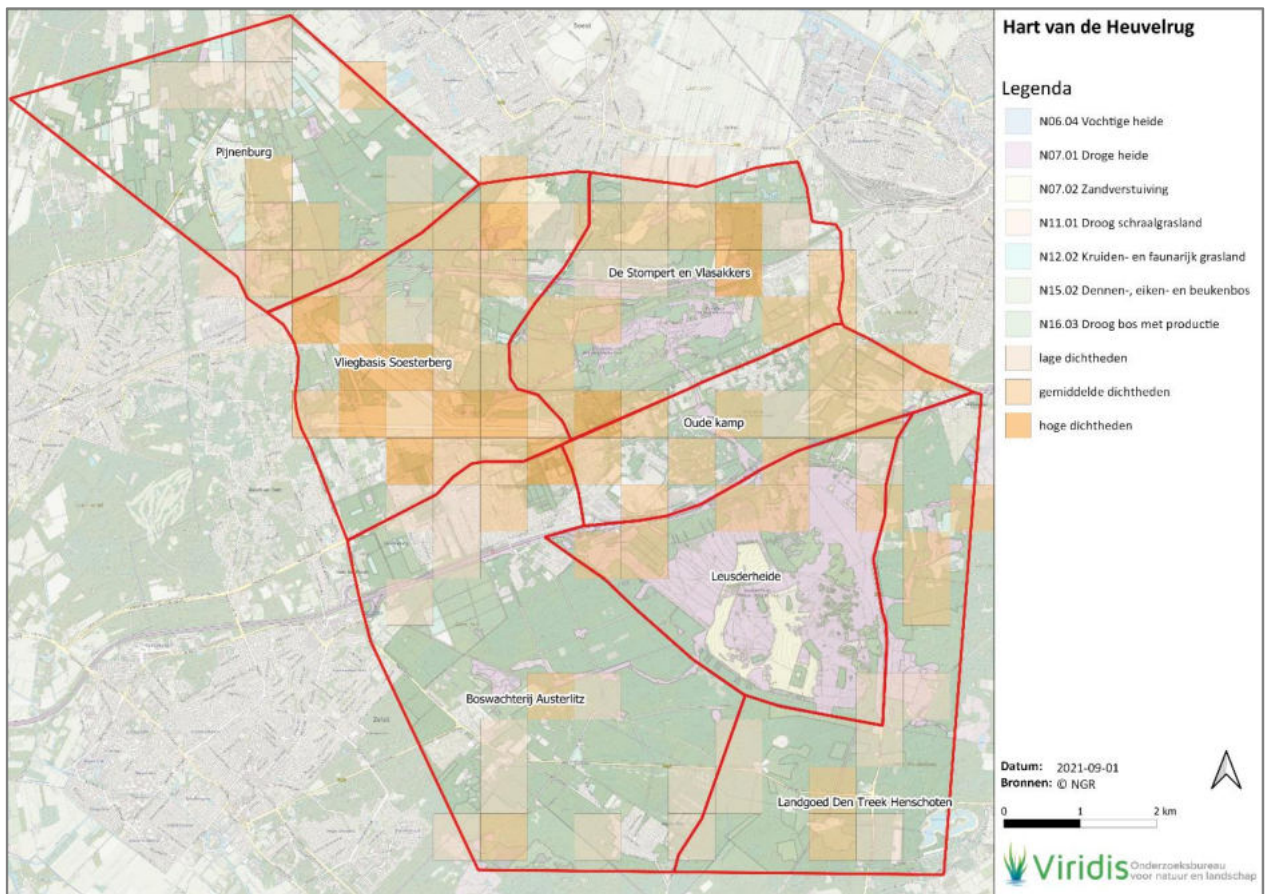 Hart van de Heuvelrug
Legenda
N06.04 Vochtige heide
N07.01 Droge heide
N07.02 Zandverstuiving
N11.01 Droog schraalgrasland
N12.02 Kruiden- en faunarijk grasland
N15.02 Dennen-, eiken- en beukenbos
N16.03 Droog bos met productie
lage dichtheden
gemiddelde dichtheden
hoge dichtheden
Pijnenburg
De Stompert en Vlasakkers
Vliegbasis Soesterberg
Oude kamp
Leusderheide
Boswachterij Austerlitz
Landgoed Den Treek Henschoten
Soest
Zeist
Datum: 2021-09-01
Bronnen: © NGR
0 1 2 km
Viridis Onderzoeksbureau
voor natuur en landschap